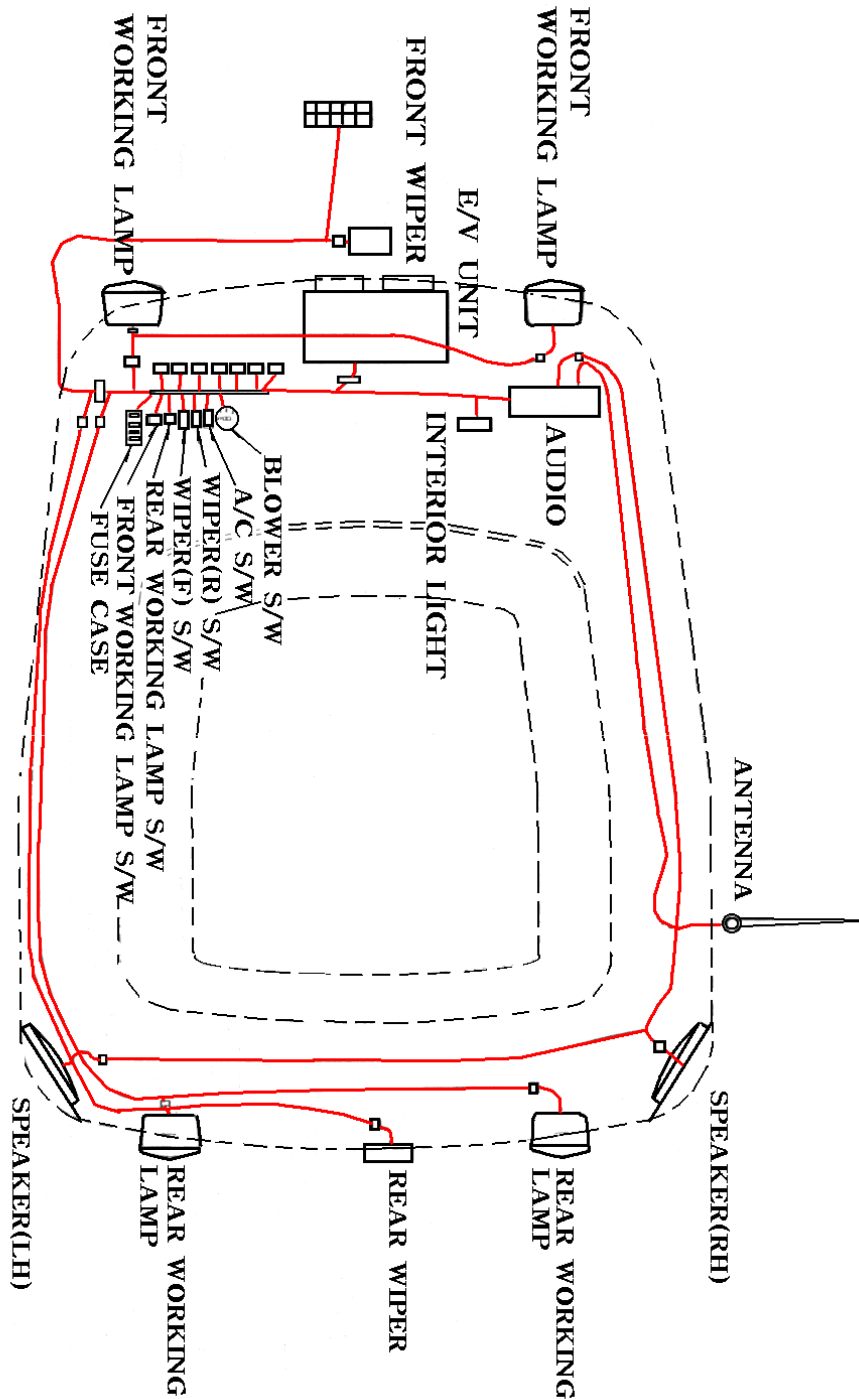 FRONT
WORKING LAMP
FRONT WIPER
E/V UNIT
FRONT
WORKING LAMP
AUDIO
INTERIOR LIGHT
BLOWER S/W
A/C S/W
WIPER(R) S/W
WIPER(F) S/W
REAR WORKING LAMP S/W
FRONT WORKING LAMP S/W
FUSE CASE
ANTENNA
SPEAKER(RH)
REAR WORKING
LAMP
REAR WIPER
REAR WORKING
LAMP
SPEAKER(LH)